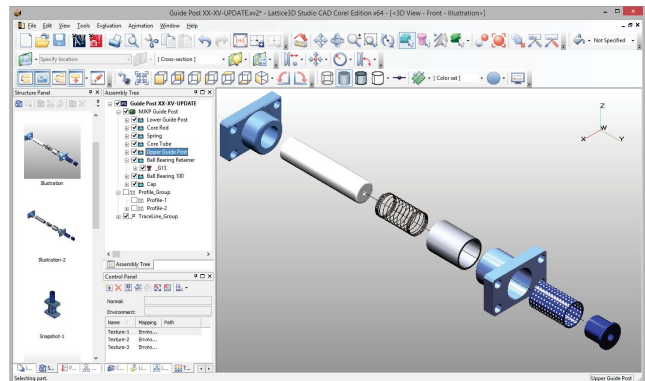 Guide Post XX-XV-UPDATE.xv2* - Lattice3D Studio CAD Corel Edition x64 - [<3D View - Front - Illustration>]
File Edit View Tools Evaluation Animation Window Help
Not Specified
Specify location
[ Cross-section ]
[ Color set ]
Structure Panel
Illustration
Illustration-2
Snapshot-1
L... S... P...
Assembly Tree
Guide Post XX-XV-UPDATE
MJKP Guide Post
Lower Guide Post
Core Rod
Spring
Core Tube
Upper Guide Post
Ball Bearing Retainer
_G13
Ball Bearing 100
Cap
Profile_Group
Profile-1
Profile-2
TraceLine_Group
Assembly Tree
Control Panel
Normal:
Environment:
Name / Mapping Path
Texture-1 Enviro...
Texture-2 Enviro...
Texture-3 Enviro...
C... Li... L... T...
Z
W
X Y
Selecting part.
Upper Guide Post